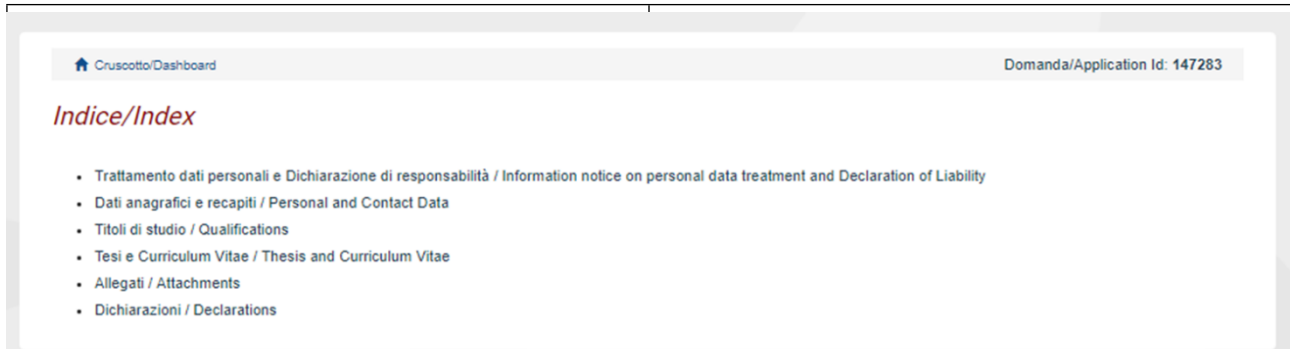 Cruscotto/Dashboard
Domanda/Application Id: 147283
Indice/Index
Trattamento dati personali e Dichiarazione di responsabilità / Information notice on personal data treatment and Declaration of Liability
Dati anagrafici e recapiti / Personal and Contact Data
Titoli di studio / Qualifications
Tesi e Curriculum Vitae / Thesis and Curriculum Vitae
Allegati / Attachments
Dichiarazioni / Declarations